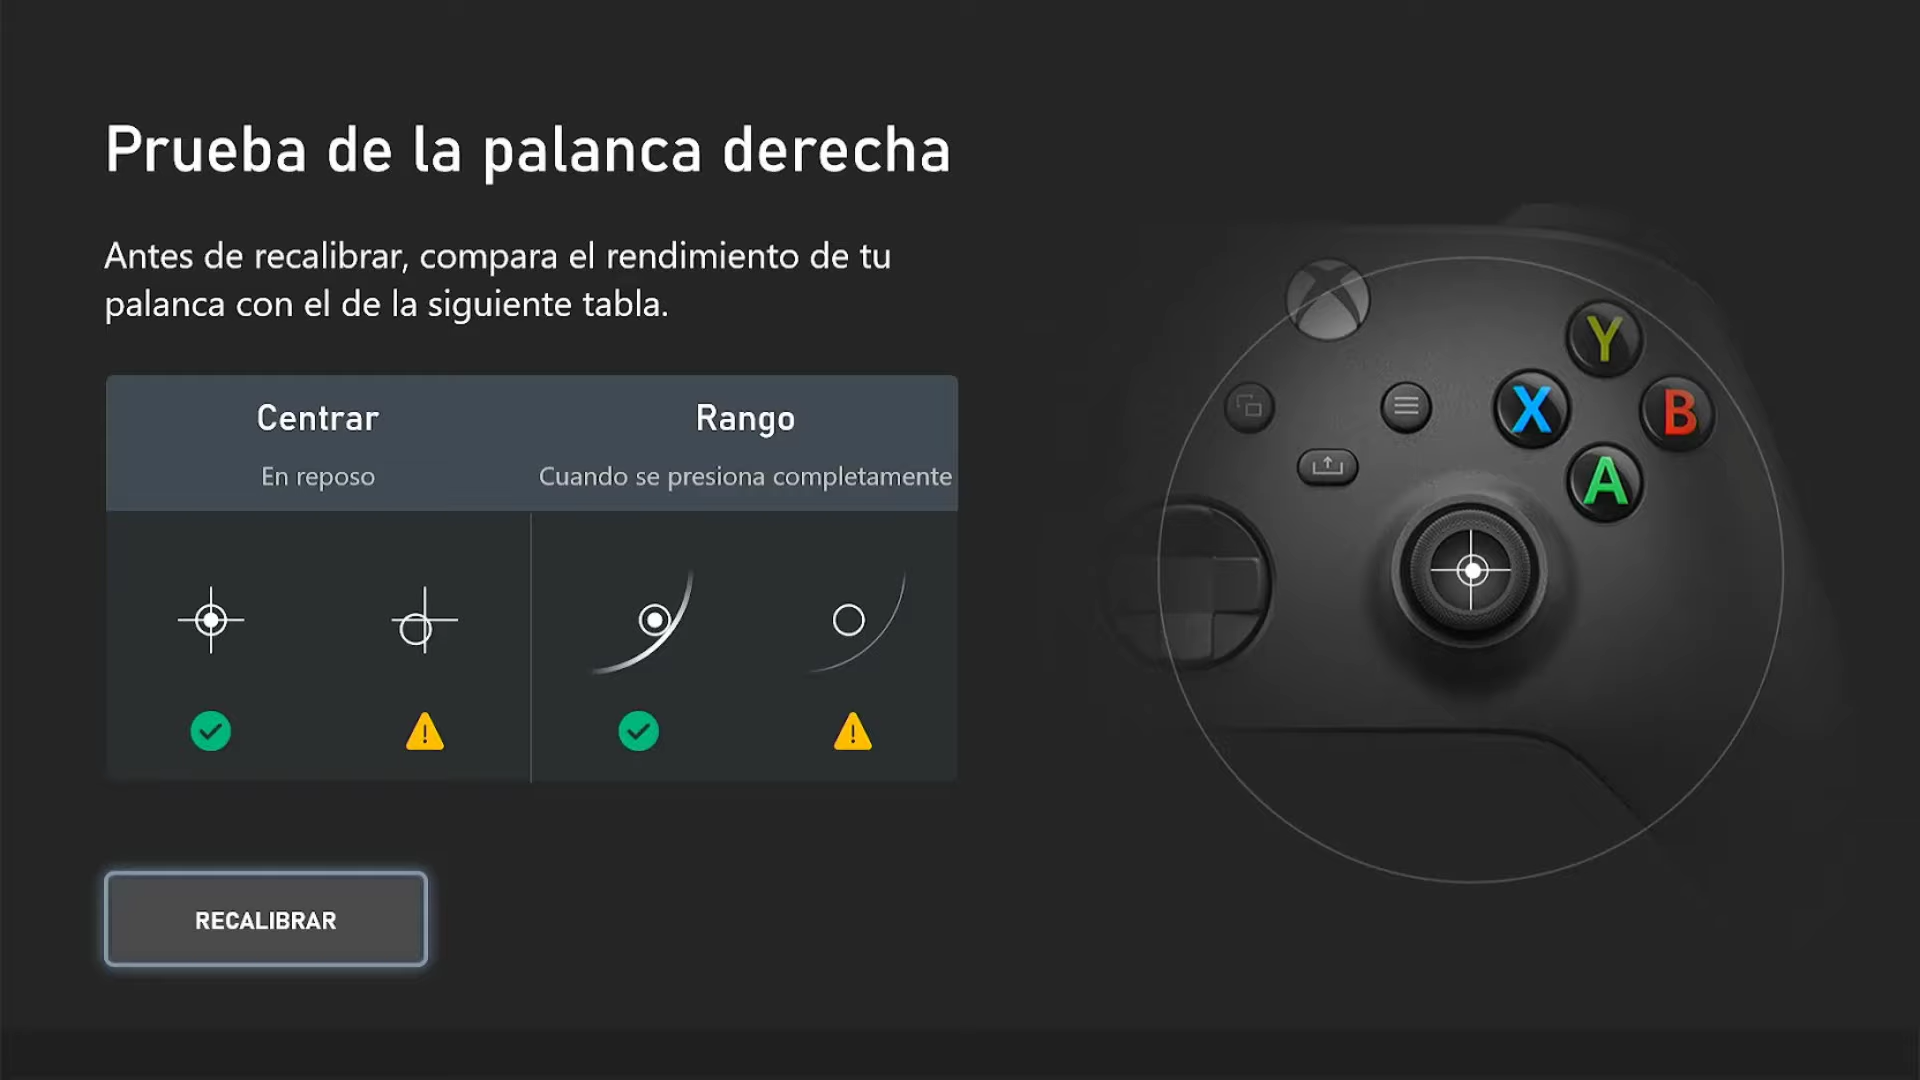 Prueba de la palanca derecha
Antes de recalibrar, compara el rendimiento de tu
palanca con el de la siguiente tabla.
Centrar
En reposo
Rango
Cuando se presiona completamente
RECALIBRAR
Y
X
B
A